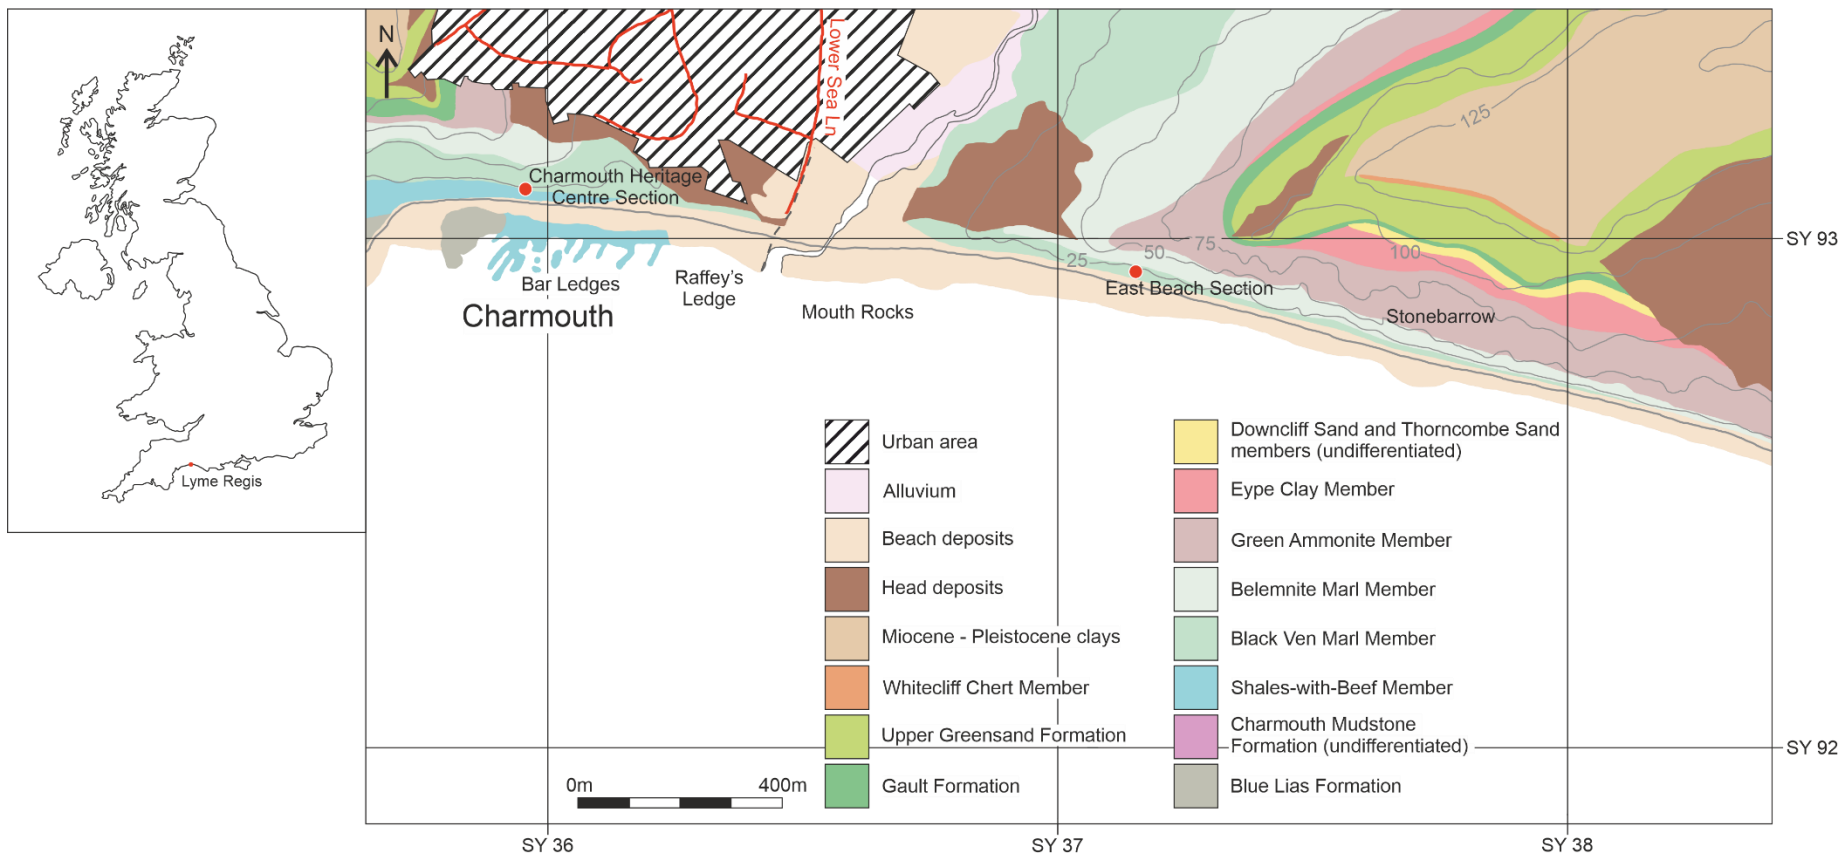 N
Lower Sea Ln
125
Charmouth Heritage
Centre Section
SY 93
75
50
100
25
Bar Ledges
Raffey's
Ledge
East Beach Section
Charmouth
Mouth Rocks
Stonebarrow
Lyme Regis
Urban area
Alluvium
Beach deposits
Head deposits
Miocene - Pleistocene clays
Whitecliff Chert Member
Upper Greensand Formation
Gault Formation
Downcliff Sand and Thorncombe Sand
members (undifferentiated)
Eype Clay Member
Green Ammonite Member
Belemnite Marl Member
Black Ven Marl Member
Shales-with-Beef Member
Charmouth Mudstone
Formation (undifferentiated)
Blue Lias Formation
SY 92
0m
400m
SY 36
SY 37
SY 38